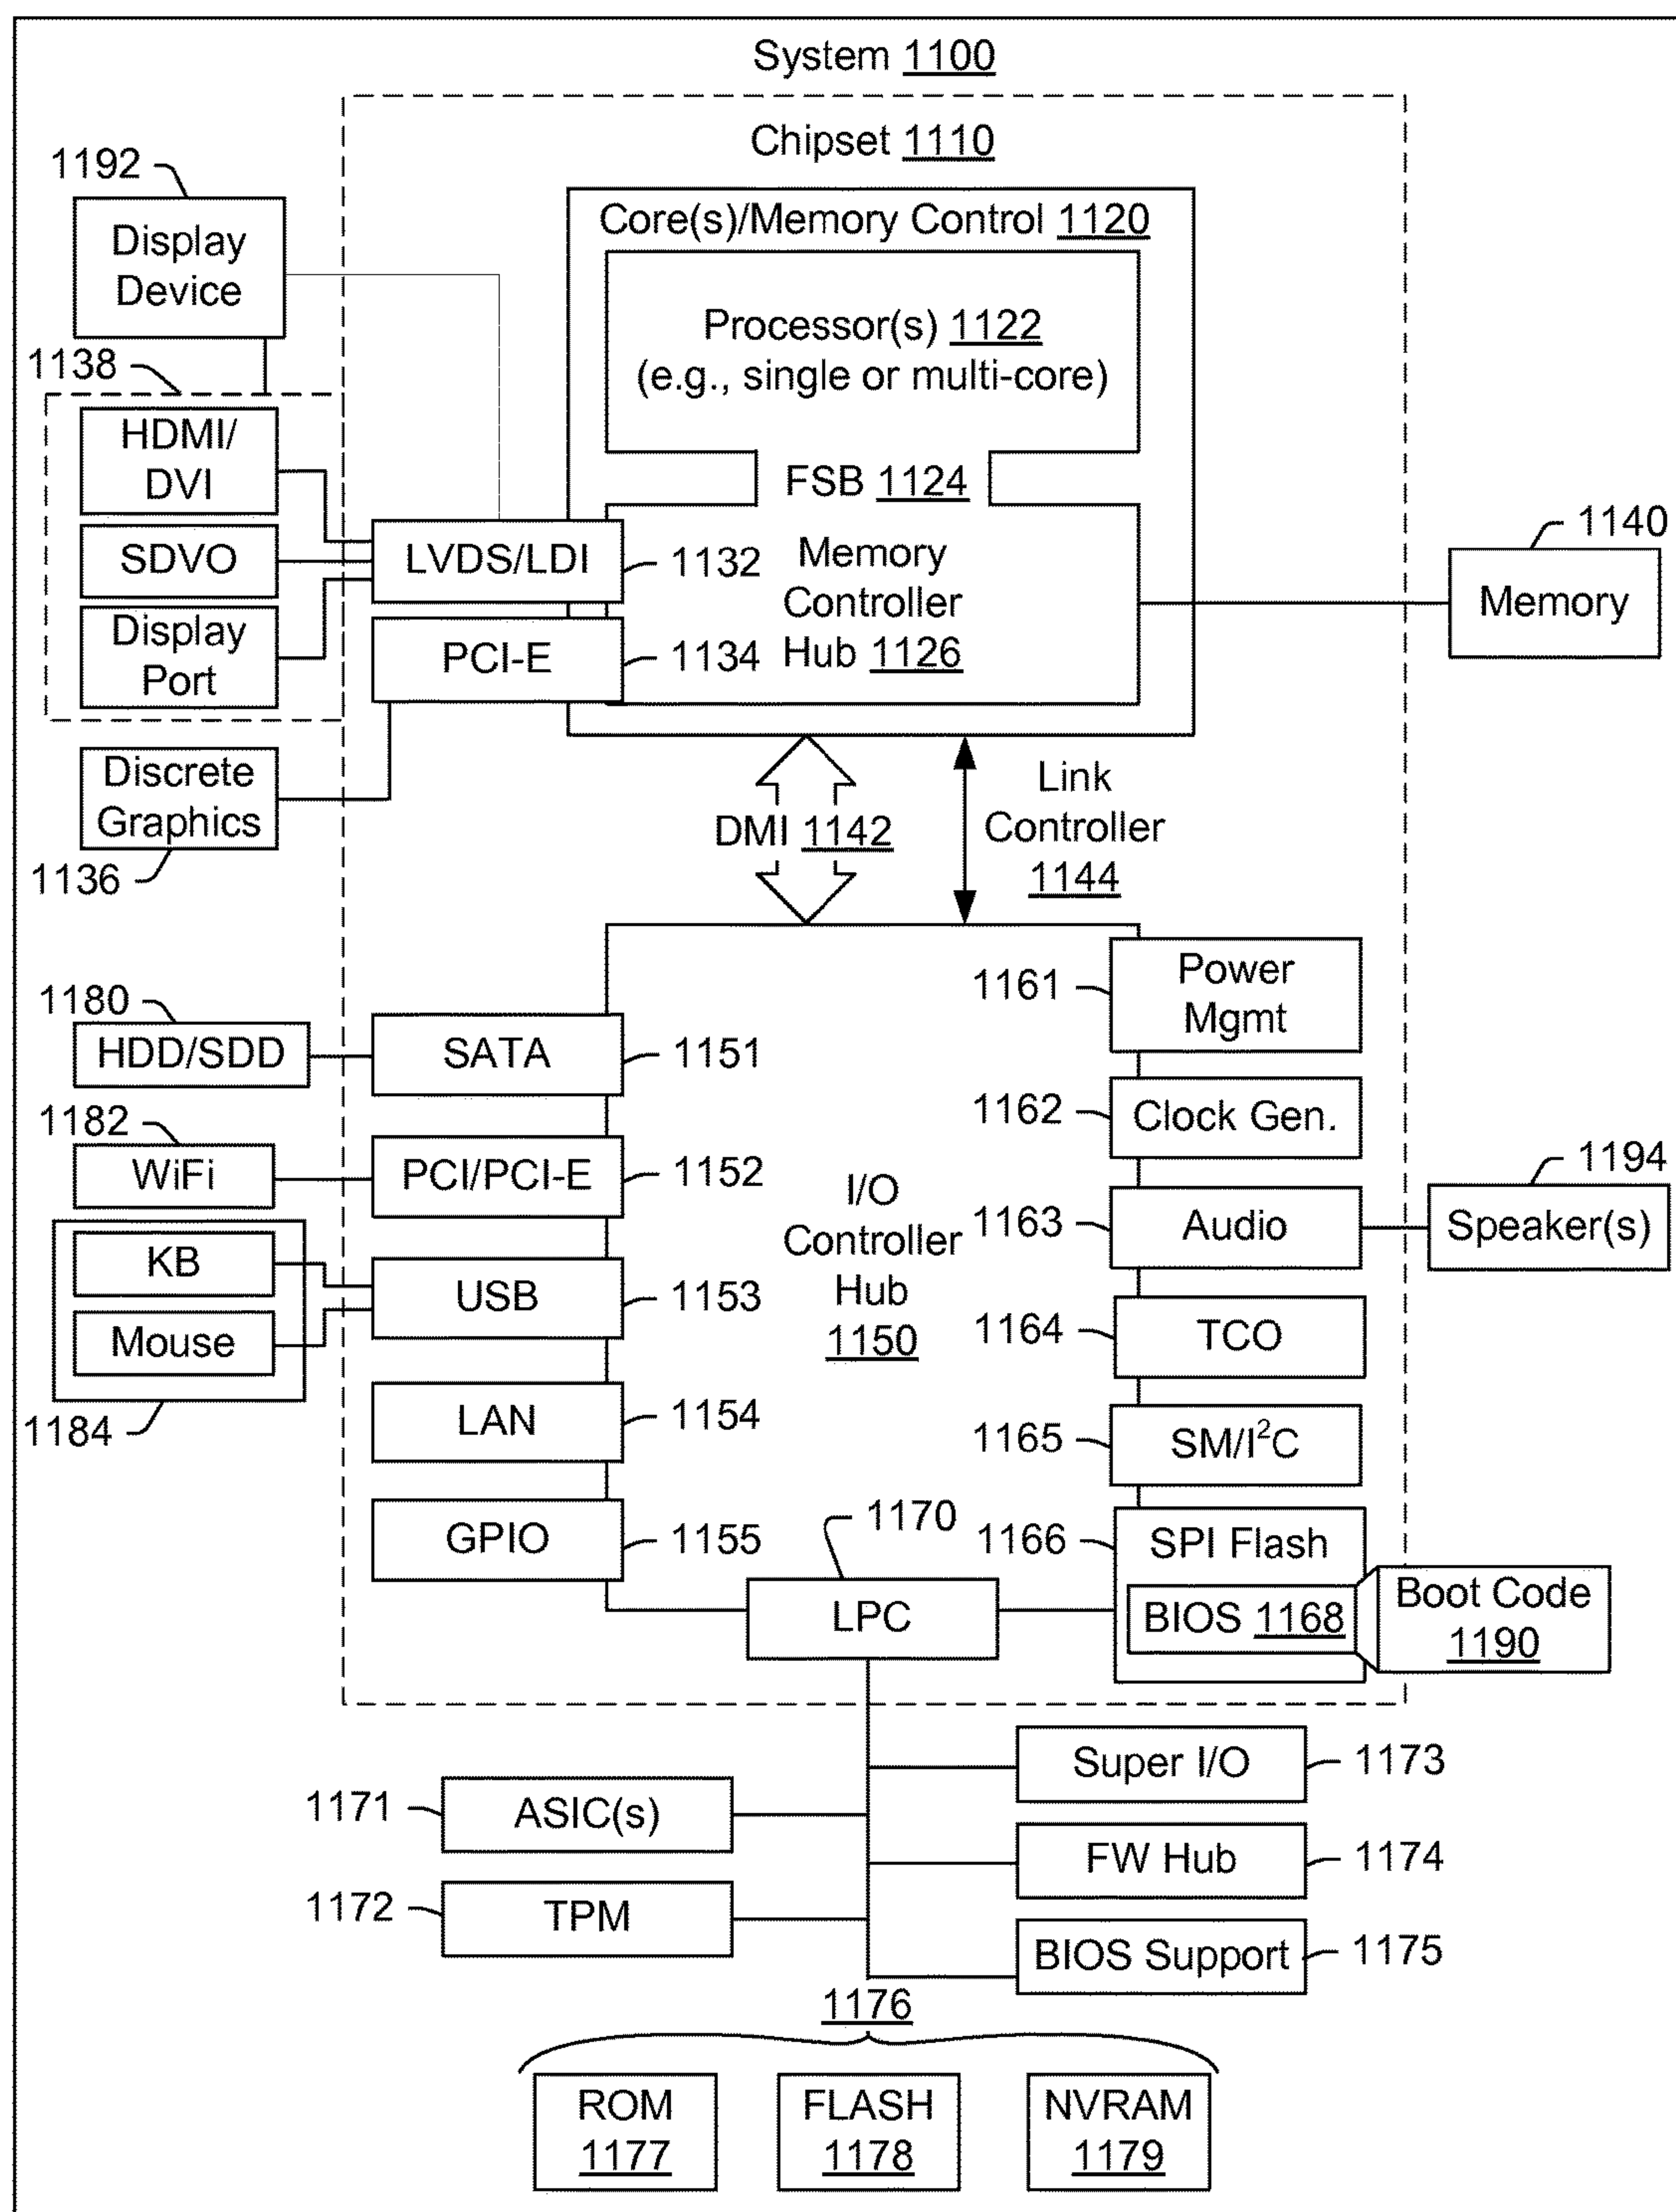 System 1100
Chipset 1110
1192
Display
Device
Core(s)/Memory Control 1120
Processor(s) 1122
(e.g., single or multi-core)
FSB 1124
Memory
Controller
Hub 1126
1138
HDMI/
DVI
SDVO
Display
Port
LVDS/LDI
1132
PCI-E
1134
1140
Memory
Discrete
Graphics
1136
DMI 1142
Link
Controller
1144
1180
HDD/SDD
SATA
1151
1182
WiFi
PCI/PCI-E
1152
KB
Mouse
1184
USB
1153
LAN
1154
GPIO
1155
I/O
Controller
Hub
1150
1161
Power
Mgmt
1162
Clock Gen.
1163
Audio
1194
Speaker(s)
1164
TCO
1165
SM/I²C
1166
SPI Flash
BIOS 1168
Boot Code
1190
1170
LPC
1171
ASIC(s)
1172
TPM
Super I/O
1173
FW Hub
1174
BIOS Support
1175
1176
ROM
1177
FLASH
1178
NVRAM
1179